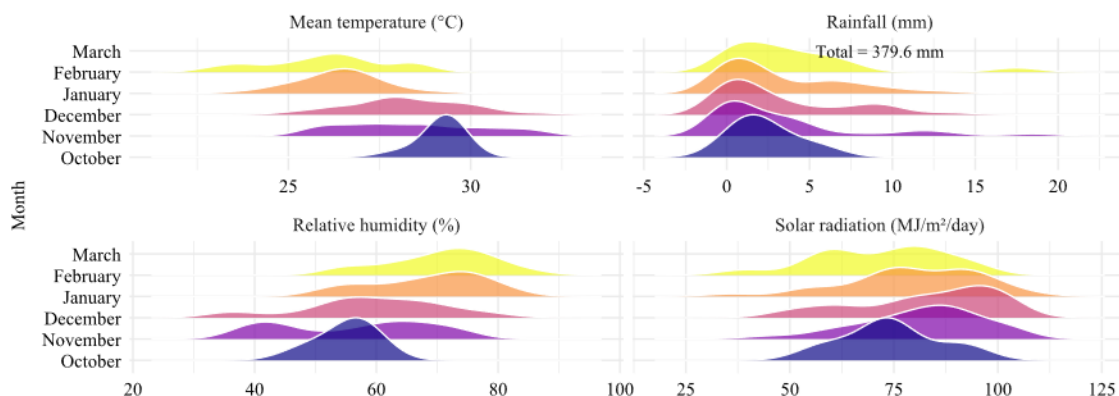 Mean temperature (°C)
Rainfall (mm)
March
February
January
December
November
October
Total = 379.6 mm
25
30
-5
0
5
10
15
20
Month
Relative humidity (%)
Solar radiation (MJ/m²/day)
March
February
January
December
November
October
20
40
60
80
100
25
50
75
100
125